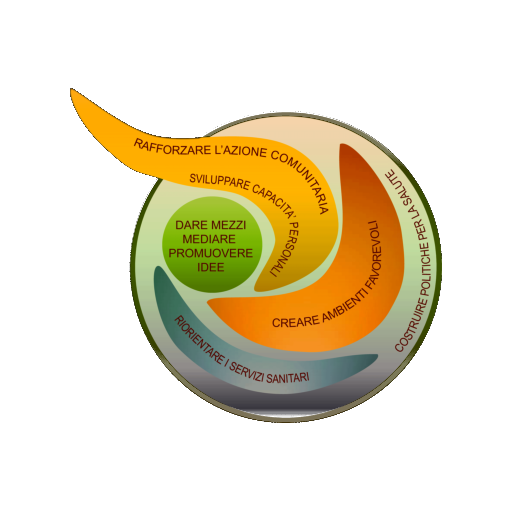 RAFFORZARE L'AZIONE COMUNITARIA
SVILUPPARE CAPACITA' PERSONALI
DARE MEZZI
MEDIARE
PROMUOVERE
IDEE
CREARE AMBIENTI FAVOREVOLI
RIORIENTARE I SERVIZI SANITARI
COSTRUIRE POLITICHE PER LA SALUTE